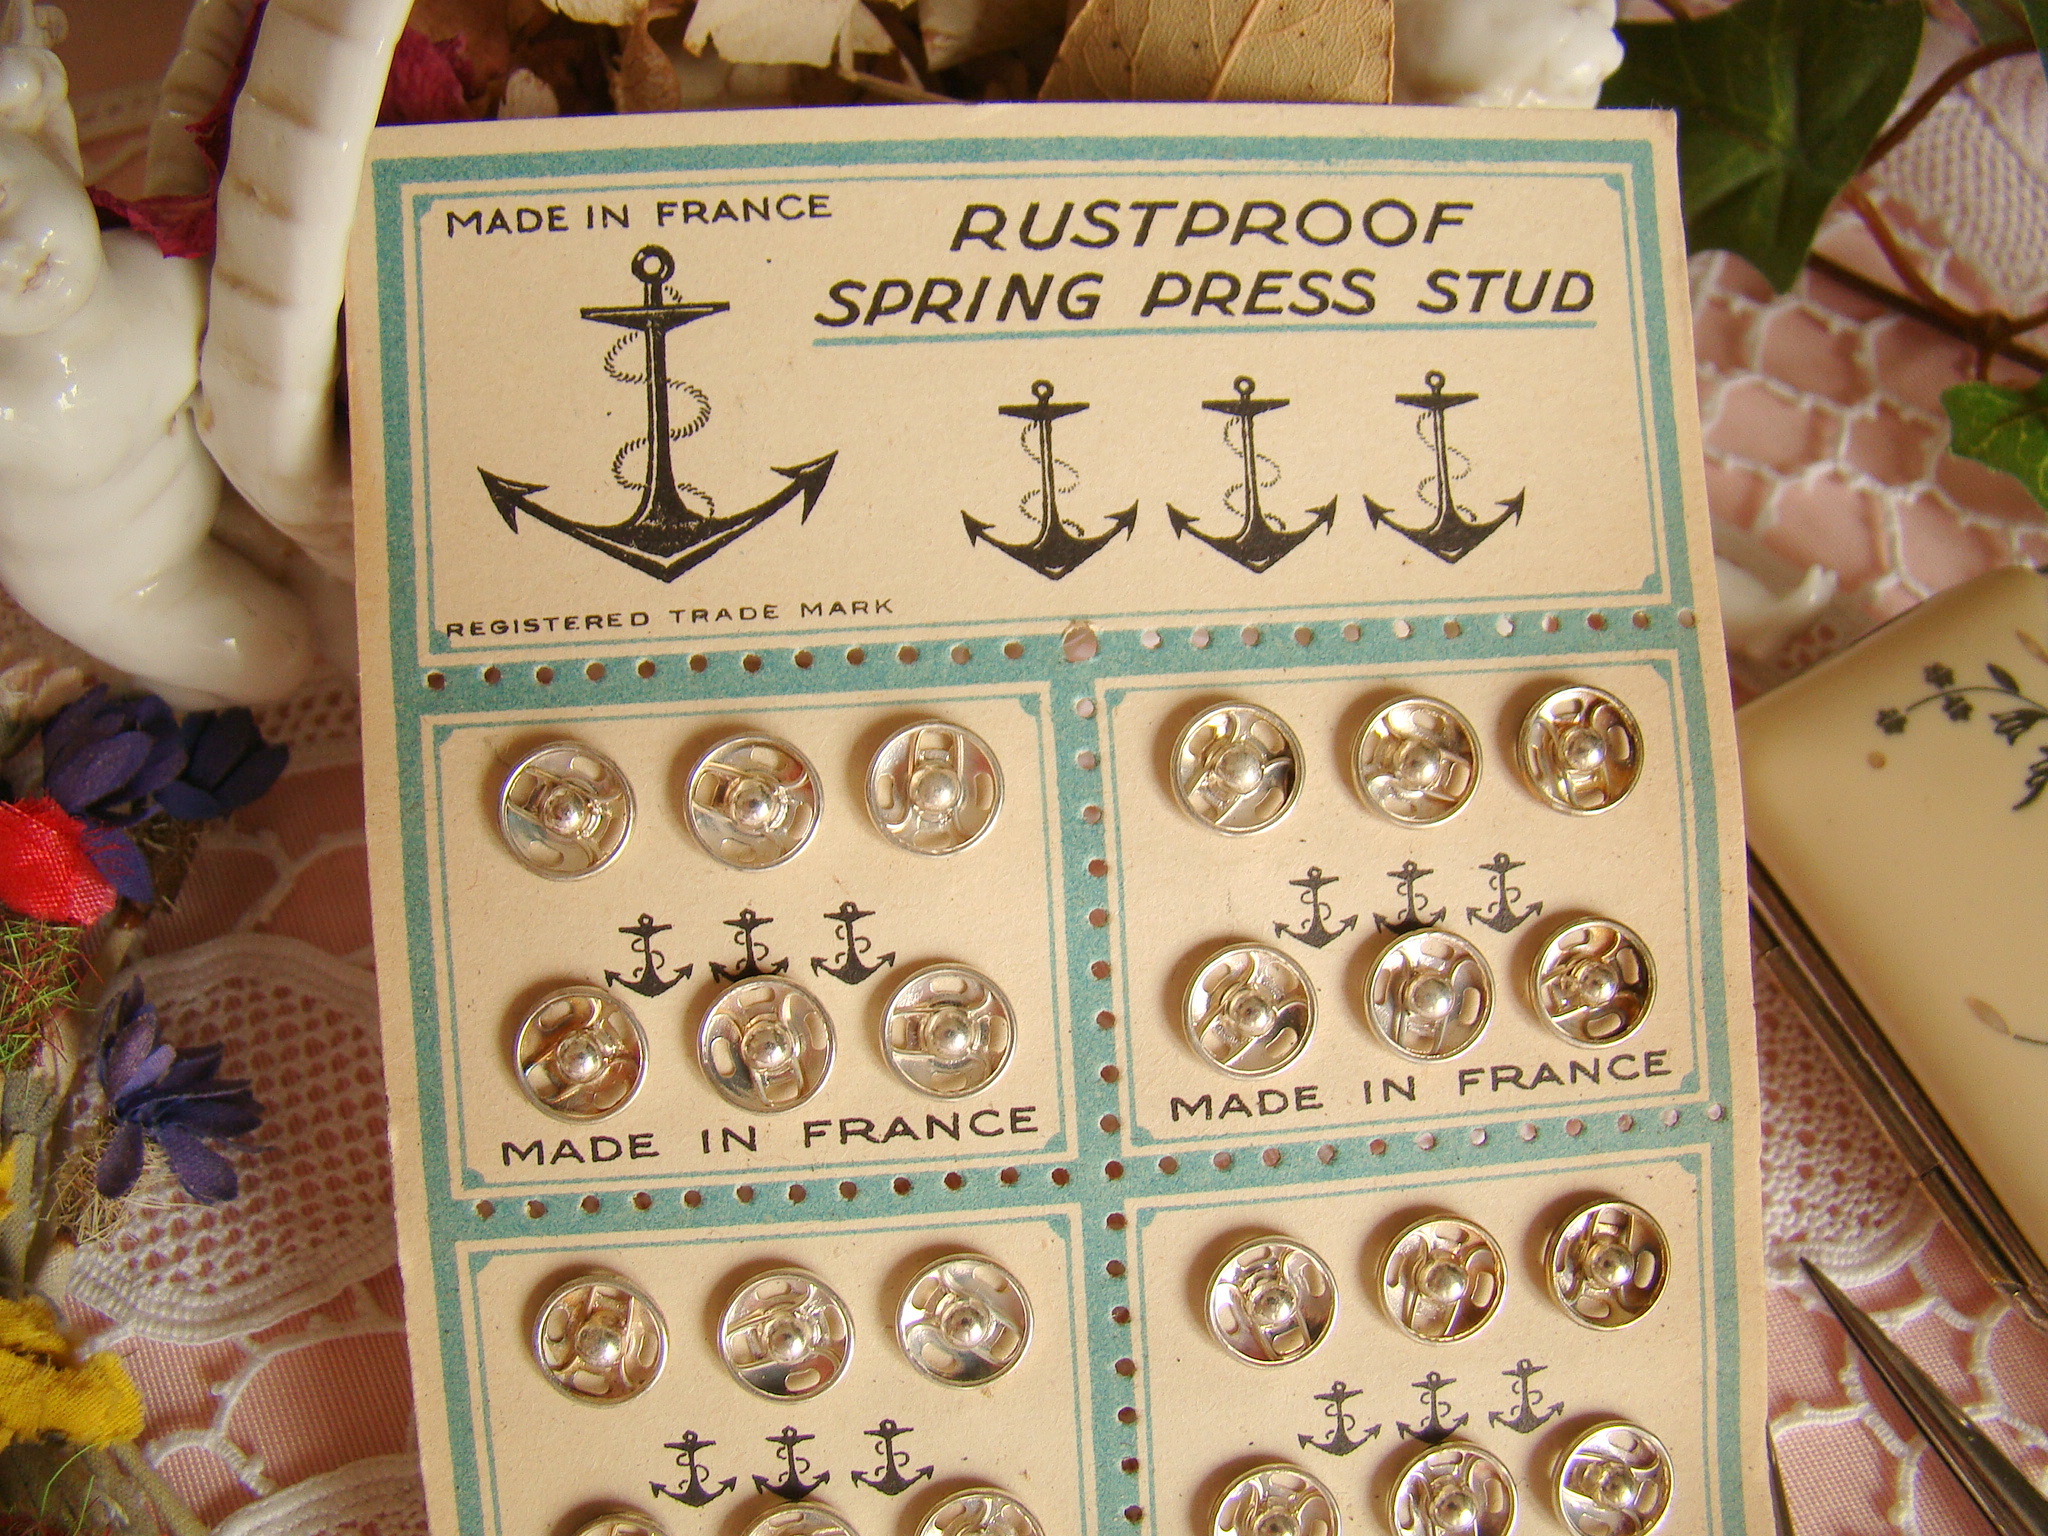 MADE IN FRANCE
RUSTPROOF
SPRING PRESS STUD
REGISTERED TRADE MARK
MADE IN FRANCE
MADE IN FRANCE